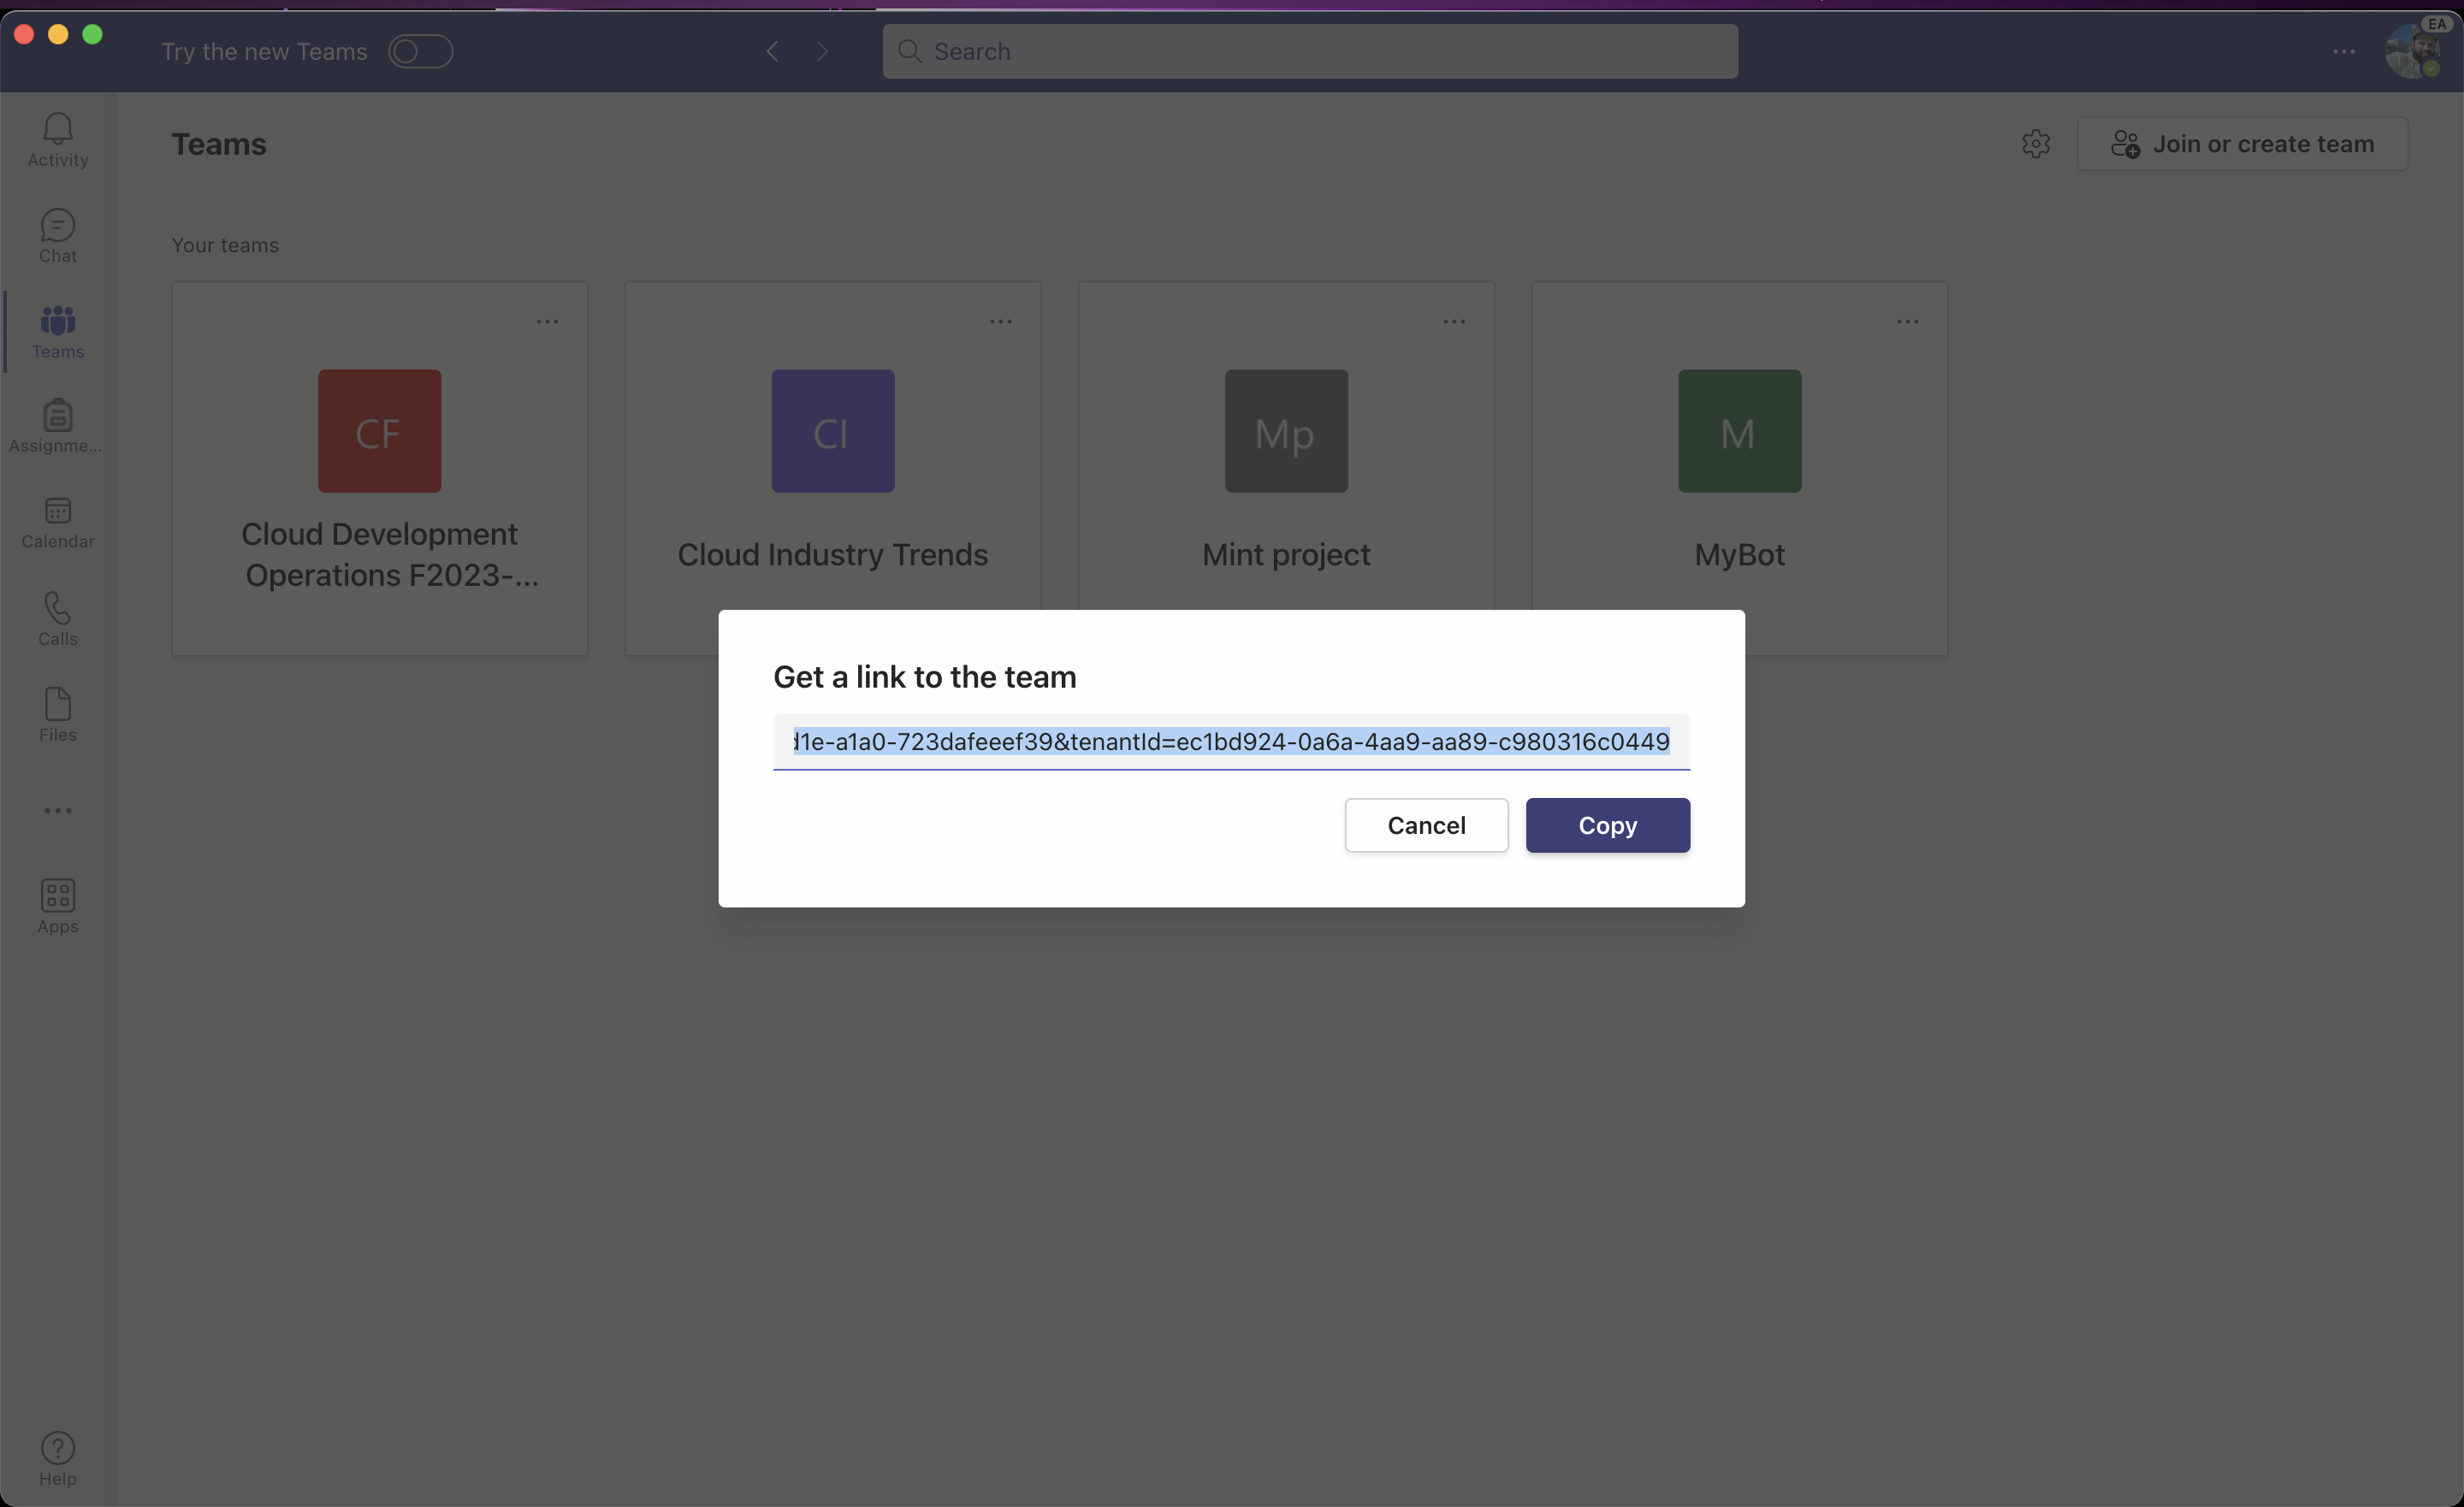 EA
Try the new Teams
Search
Activity
Teams
Join or create team
Chat
Your teams
Teams
Assignme...
CF
CI
Mp
M
Calendar
Cloud Development
Operations F2023-...
Cloud Industry Trends
Mint project
MyBot
Calls
Get a link to the team
d1e-a1a0-723dafeeef39&tenantId=ec1bd924-0a6a-4aa9-aa89-c980316c0449
Files
Cancel
Copy
Apps
Help